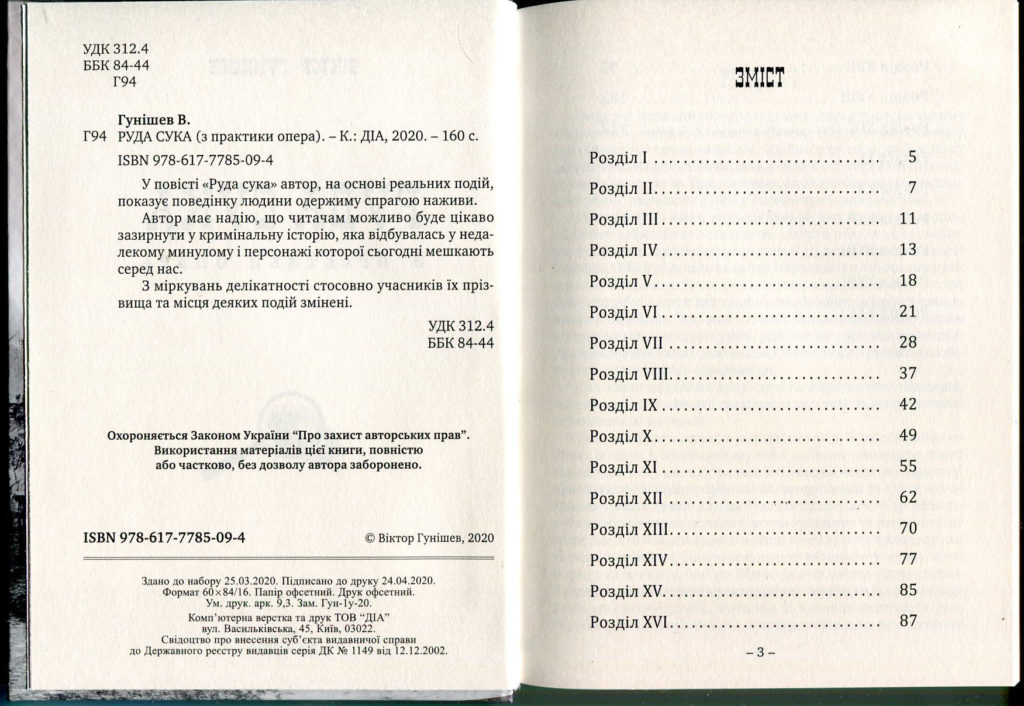 УДК 312.4
ББК 84-44
Г94
Гунішев В.
Г94 РУДА СУКА (з практики опера). – К.: ДІА, 2020. – 160 с.
ISBN 978-617-7785-09-4
У повісті «Руда сука» автор, на основі реальних подій,
показує поведінку людини одержиму спрагою наживи.
Автор має надію, що читачам можливо буде цікаво
зазирнути у кримінальну історію, яка відбувалась у неда-
лекому минулому і персонажі которої сьогодні мешкають
серед нас.
З міркувань делікатності стосовно учасників їх пріз-
вища та місця деяких подій змінені.
УДК 312.4
ББК 84-44
Охороняється Законом України “Про захист авторських прав”.
Використання матеріалів цієї книги, повністю
або частково, без дозволу автора заборонено.
ISBN 978-617-7785-09-4 © Віктор Гунішев, 2020
Здано до набору 25.03.2020. Підписано до друку 24.04.2020.
Формат 60×84/16. Папір офсетний. Друк офсетний.
Ум. друк. арк. 9,3. Зам. Гун-1у-20.
Комп’ютерна верстка та друк ТОВ “ДІА”
вул. Васильківська, 45, Київ, 03022.
Свідоцтво про внесення суб’єкта видавничої справи
до Державного реєстру видавців серія ДК № 1149 від 12.12.2002.
ЗМІСТ
Розділ I . . . . . . . . . . 5
Розділ II. . . . . . . . . . 7
Розділ III . . . . . . . . . . 11
Розділ IV . . . . . . . . . . 13
Розділ V. . . . . . . . . . 18
Розділ VI . . . . . . . . . . 21
Розділ VII . . . . . . . . . . 28
Розділ VIII. . . . . . . . . . 37
Розділ IX . . . . . . . . . . 42
Розділ X. . . . . . . . . . 49
Розділ XI . . . . . . . . . . 55
Розділ XII . . . . . . . . . . 62
Розділ XIII. . . . . . . . . . 70
Розділ XIV. . . . . . . . . . 77
Розділ XV. . . . . . . . . . 85
Розділ XVI. . . . . . . . . . 87
– 3 –